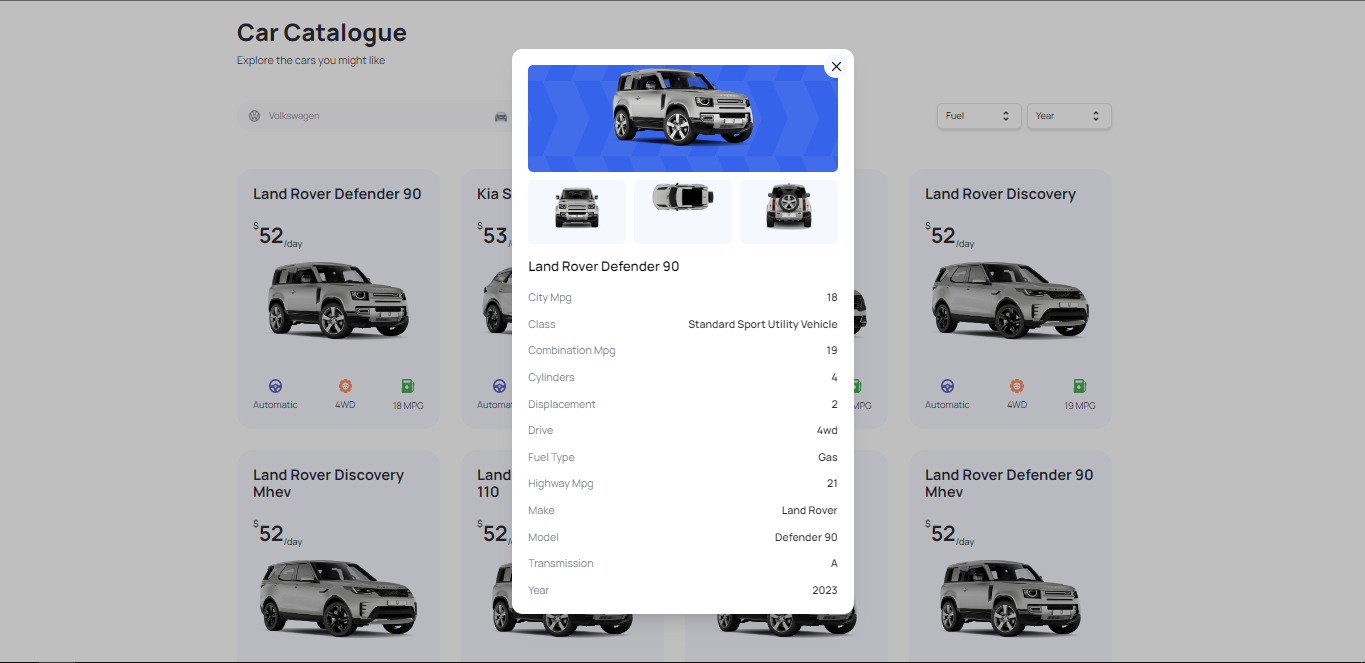 Car Catalogue
Explore the cars you might like
Volkswagen
Fuel
Year
Land Rover Defender 90
$52/day
Automatic
4WD
18 MPG
Kia S
$53/
Automa
MPG
Land Rover Discovery
$52/day
Automatic
4WD
19 MPG
Land Rover Discovery
Mhev
$52/day
Land
110
$52/
Land Rover Defender 90
Mhev
$52/day
Land Rover Defender 90
City Mpg 18
Class Standard Sport Utility Vehicle
Combination Mpg 19
Cylinders 4
Displacement 2
Drive 4wd
Fuel Type Gas
Highway Mpg 21
Make Land Rover
Model Defender 90
Transmission A
Year 2023